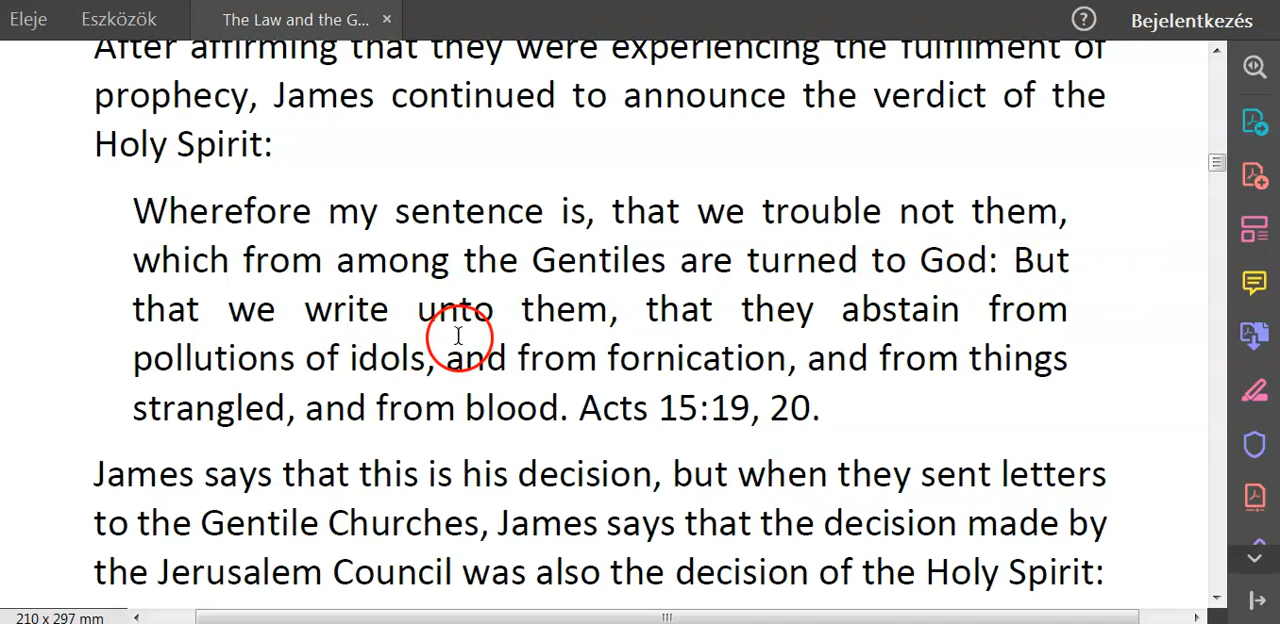 Eleje Eszközök The Law and the G... × ? Bejelentkezés
After affirming that they were experiencing the fulfilment of
prophecy, James continued to announce the verdict of the
Holy Spirit:
Wherefore my sentence is, that we trouble not them,
which from among the Gentiles are turned to God: But
that we write unto them, that they abstain from
pollutions of idols, and from fornication, and from things
strangled, and from blood. Acts 15:19, 20.
James says that this is his decision, but when they sent letters
to the Gentile Churches, James says that the decision made by
the Jerusalem Council was also the decision of the Holy Spirit:
210 x 297 mm